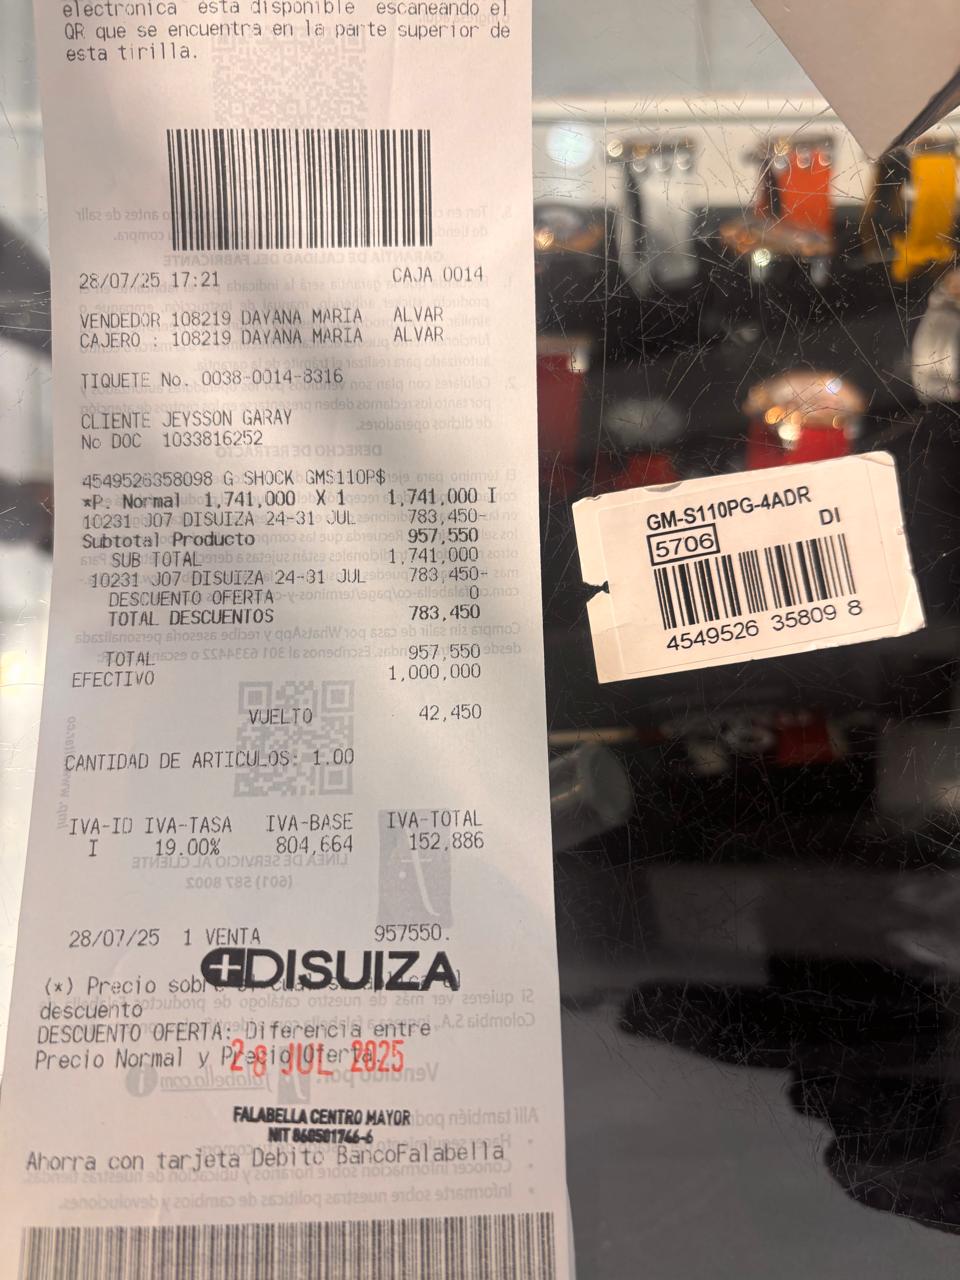 electronica esta disponible escaneando el
QR que se encuentra en la parte superior de
esta tirilla.
28/07/25 17:21 CAJA 0014
VENDEDOR 108219 DAYANA MARIA ALVAR
CAJERO : 108219 DAYANA MARIA ALVAR
TIQUETE No. 0038-0014-8316
CLIENTE JEYSSON GARAY
No DOC 1033816252
4549526358098 G SHOCK GMS110P$
*P. Normal 1,741,000 X 1 1,741,000 I
10231 J07 DISUIZA 24-31 JUL 783,450-
Subtotal Producto 957,550
SUB TOTAL 1,741,000
10231 J07 DISUIZA 24-31 JUL 783,450-
DESCUENTO OFERTA 0
TOTAL DESCUENTOS 783,450
TOTAL 957,550
EFECTIVO 1,000,000
VUELTO 42,450
CANTIDAD DE ARTICULOS: 1.00
IVA-ID IVA-TASA IVA-BASE IVA-TOTAL
I 19.00% 804,664 152,886
28/07/25 1 VENTA 957550.
DISUIZA
(*) Precio
descuento
DESCUENTO OFERTA: Diferencia entre
Precio Normal y Precio Oferta.
28 JUL 2025
FALABELLA CENTRO MAYOR
NIT 860501746-6
Ahorra con tarjeta Debito BancoFalabella
GM-S110PG-4ADR
5706 DI
4549526 35809 8